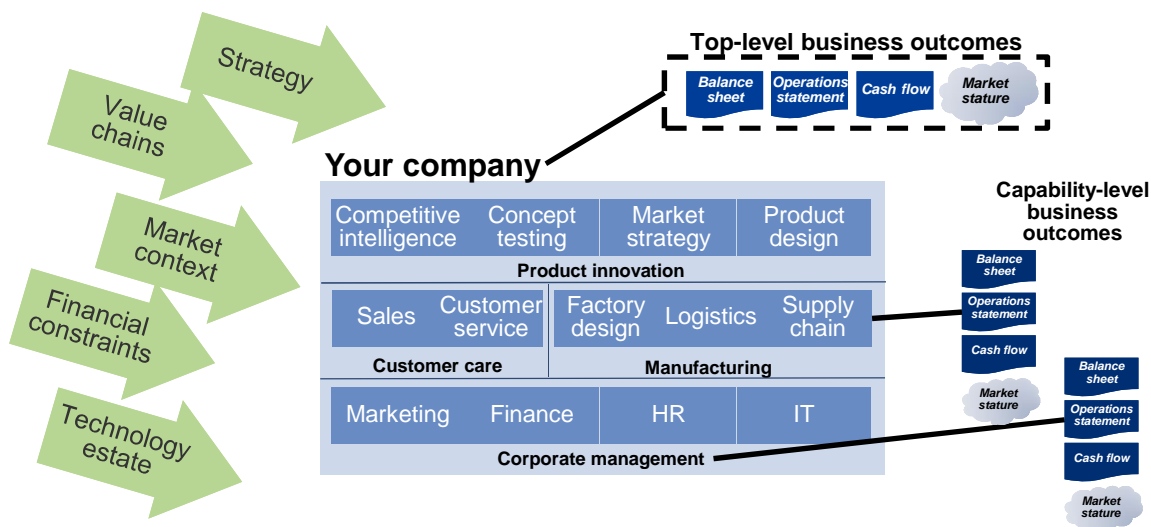 Strategy
Value
chains
Market
context
Financial
constraints
Technology
estate
Top-level business outcomes
Balance
sheet
Operations
statement
Cash flow
Market
stature
Your company
Competitive
intelligence
Concept
testing
Market
strategy
Product
design
Product innovation
Sales
Customer
service
Factory
design
Logistics
Supply
chain
Customer care
Manufacturing
Marketing
Finance
HR
IT
Corporate management
Capability-level
business
outcomes
Balance
sheet
Operations
statement
Cash flow
Market
stature
Balance
sheet
Operations
statement
Cash flow
Market
stature